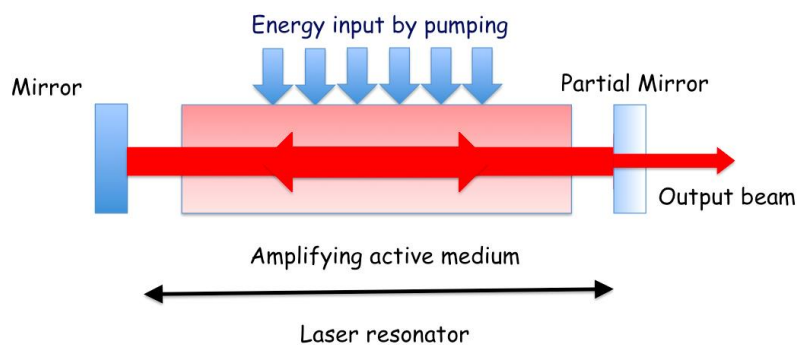 Energy input by pumping
Mirror
Partial Mirror
Output beam
Amplifying active medium
Laser resonator